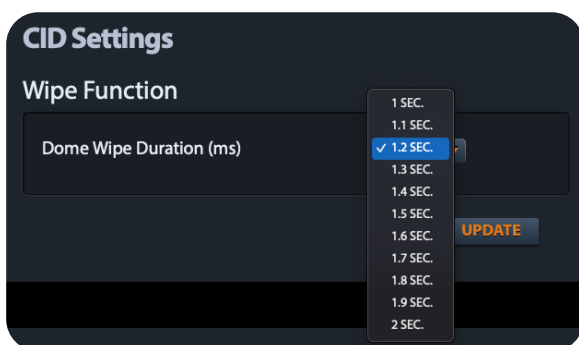 CID Settings
Wipe Function
Dome Wipe Duration (ms)
1 SEC.
1.1 SEC.
✓ 1.2 SEC.
1.3 SEC.
1.4 SEC.
1.5 SEC.
1.6 SEC.
1.7 SEC.
1.8 SEC.
1.9 SEC.
2 SEC.
UPDATE